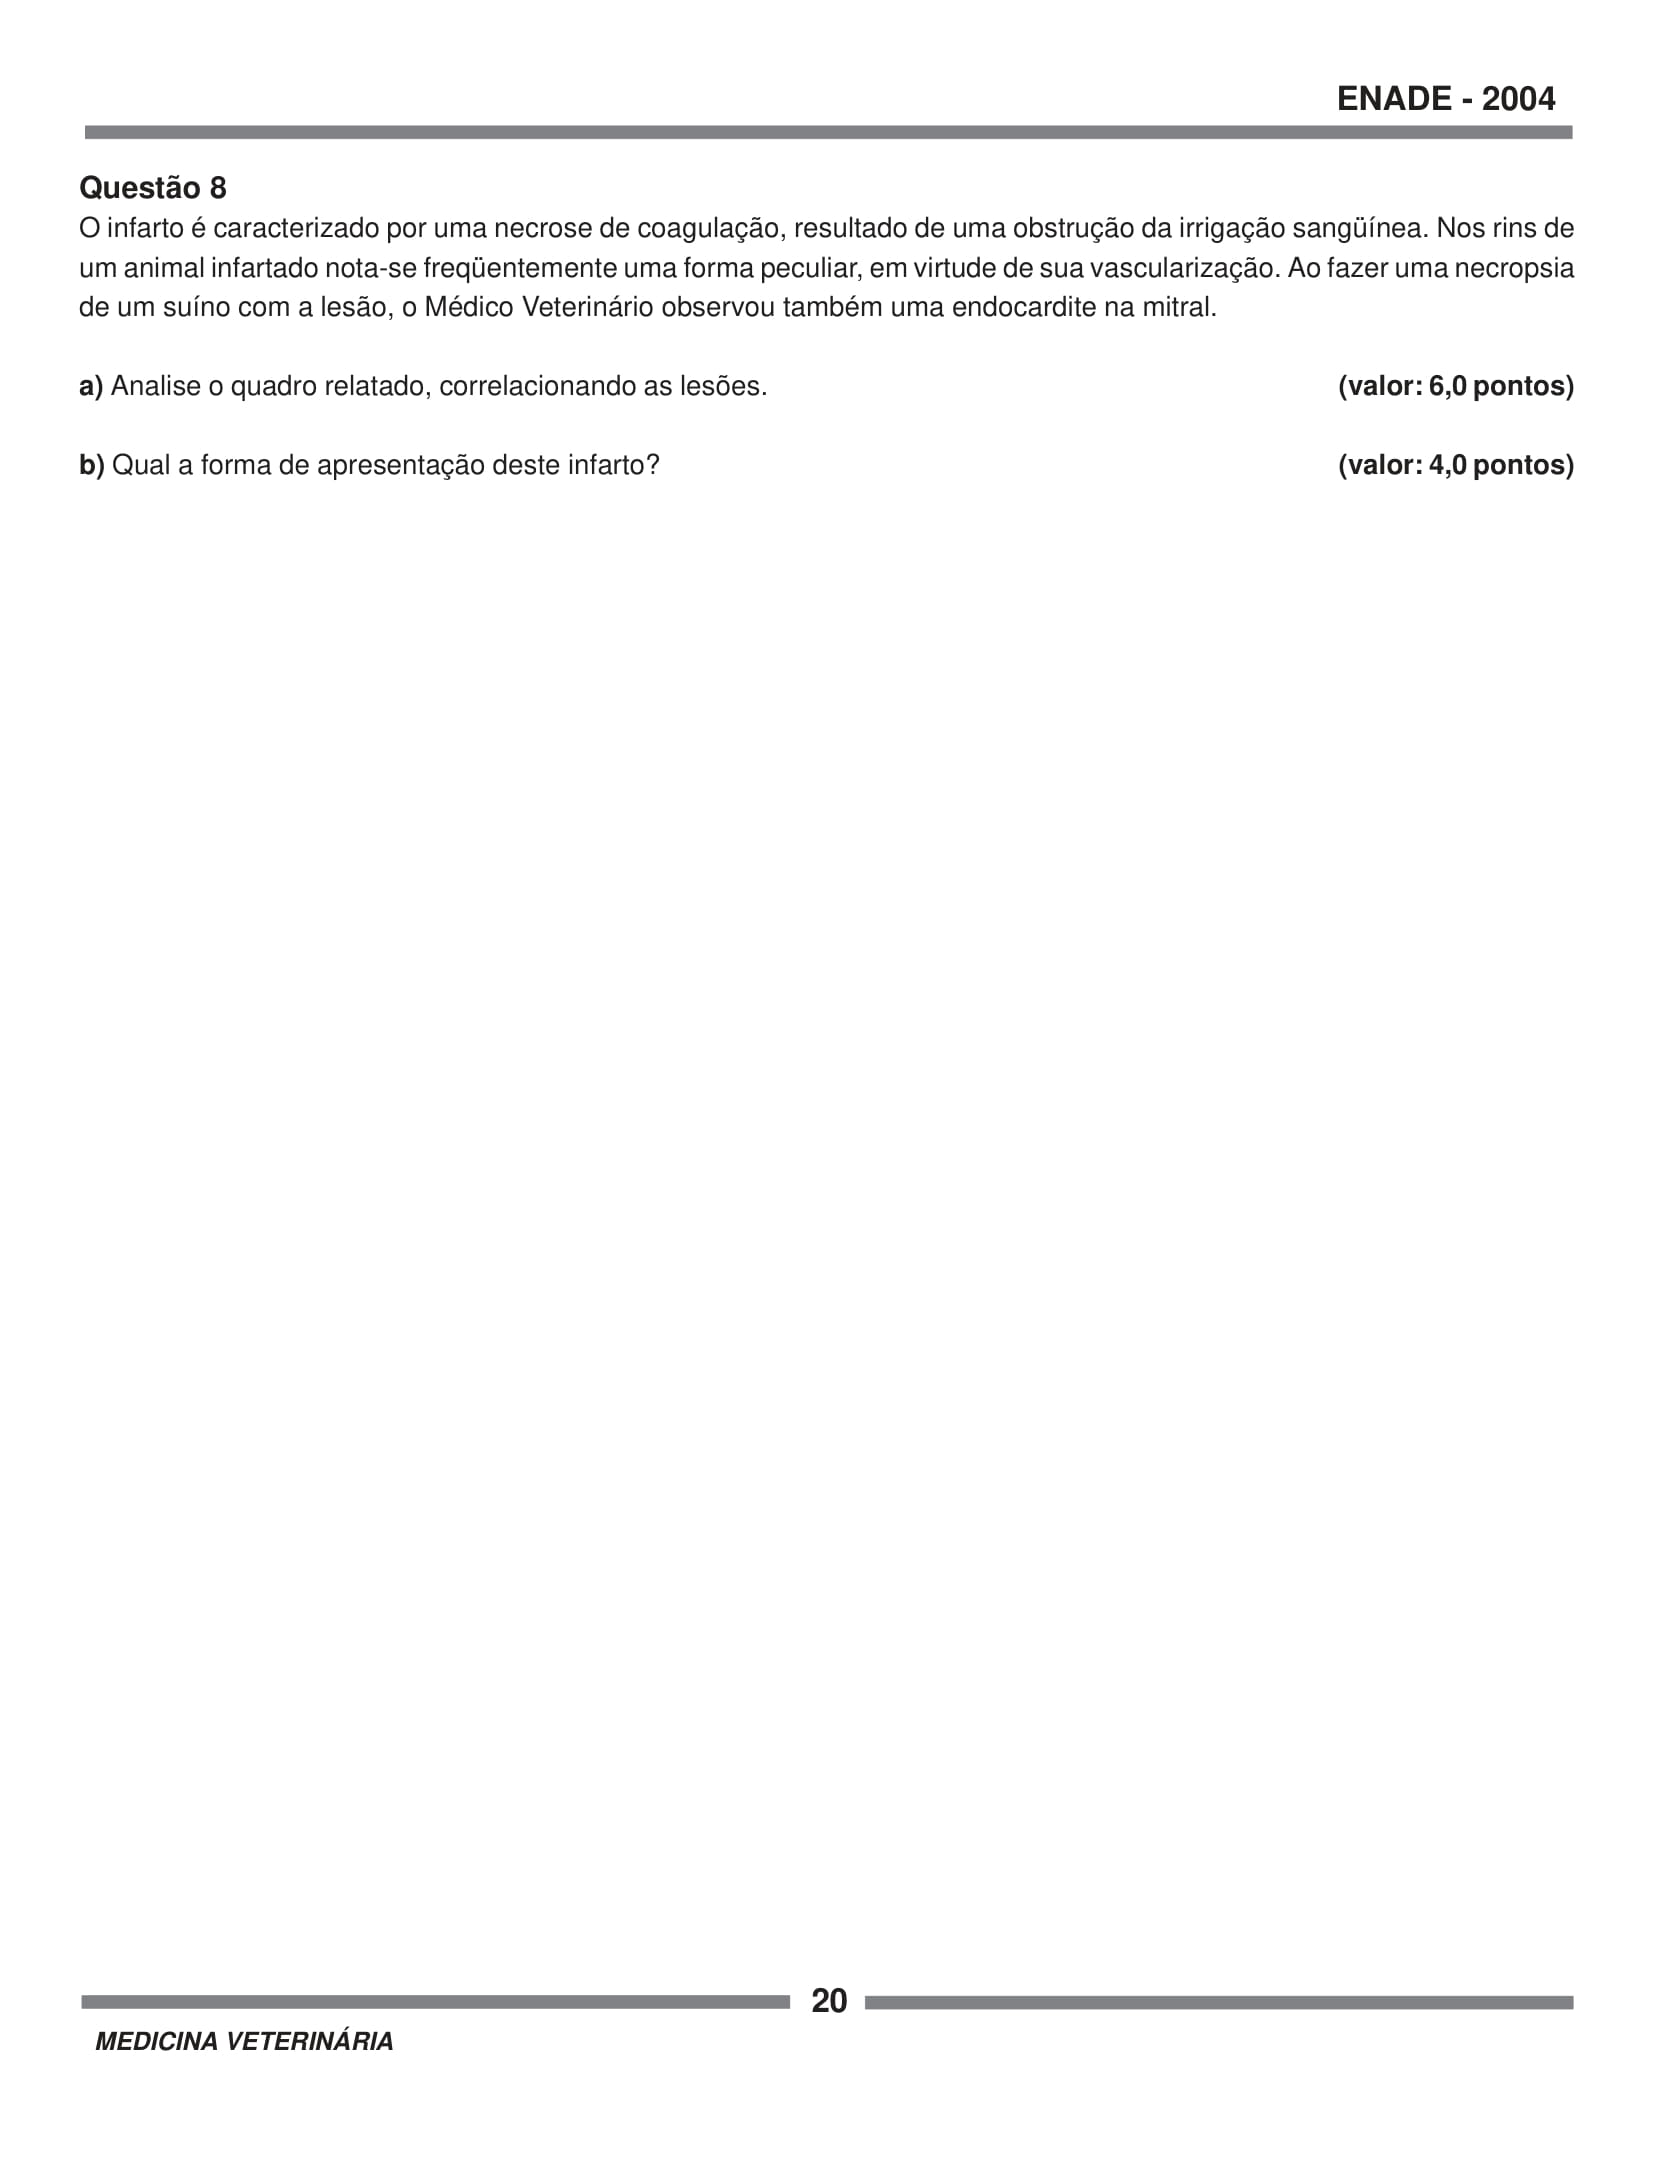 ENADE - 2004
Questão 8
O infarto é caracterizado por uma necrose de coagulação, resultado de uma obstrução da irrigação sangüínea. Nos rins de
um animal infartado nota-se freqüentemente uma forma peculiar, em virtude de sua vascularização. Ao fazer uma necropsia
de um suíno com a lesão, o Médico Veterinário observou também uma endocardite na mitral.
a) Analise o quadro relatado, correlacionando as lesões. (valor: 6,0 pontos)
b) Qual a forma de apresentação deste infarto? (valor: 4,0 pontos)
20
MEDICINA VETERINÁRIA